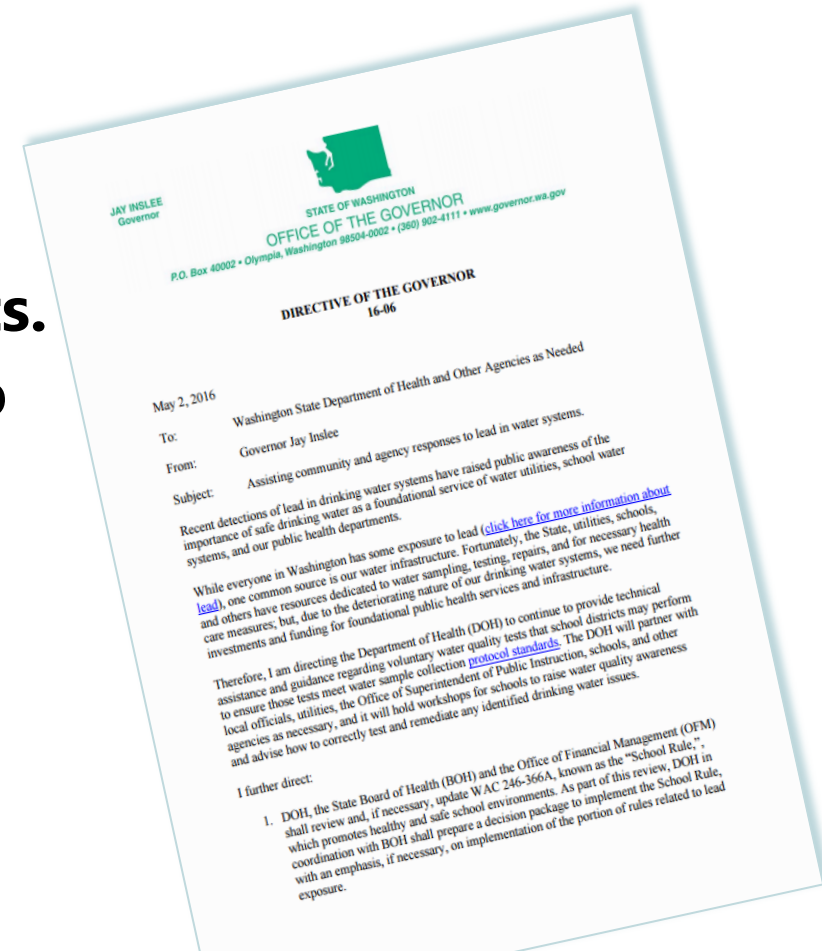 ts.
JAY INSLEE
Governor
STATE OF WASHINGTON
OFFICE OF THE GOVERNOR
P.O. Box 40002 • Olympia, Washington 98504-0002 • (360) 902-4111 • www.governor.wa.gov
DIRECTIVE OF THE GOVERNOR
16-06
May 2, 2016
To: Washington State Department of Health and Other Agencies as Needed
From: Governor Jay Inslee
Subject: Assisting community and agency responses to lead in water systems.
Recent detections of lead in drinking water systems have raised public awareness of the
importance of safe drinking water as a foundational service of water utilities, school water
systems, and our public health departments.
While everyone in Washington has some exposure to lead (click here for more information about
lead), one common source is our water infrastructure. Fortunately, the State, utilities, schools,
and others have resources dedicated to water sampling, testing, repairs, and for necessary health
care measures; but, due to the deteriorating nature of our drinking water systems, we need further
investments and funding for foundational public health services and infrastructure.
Therefore, I am directing the Department of Health (DOH) to continue to provide technical
assistance and guidance regarding voluntary water quality tests that school districts may perform
to ensure those tests meet water sample collection protocol standards. The DOH will partner with
local officials, utilities, the Office of Superintendent of Public Instruction, schools, and other
agencies as necessary, and it will hold workshops for schools to raise water quality awareness
and advise how to correctly test and remediate any identified drinking water issues.
I further direct:
1. DOH, the State Board of Health (BOH) and the Office of Financial Management (OFM)
shall review and, if necessary, update WAC 246-366A, known as the “School Rule,”,
which promotes healthy and safe school environments. As part of this review, DOH in
coordination with BOH shall prepare a decision package to implement the School Rule,
with an emphasis, if necessary, on implementation of the portion of rules related to lead
exposure.